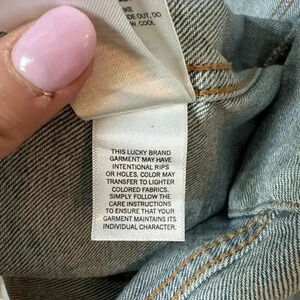 KE
IDE OUT, DO
COOL
THIS LUCKY BRAND
GARMENT MAY HAVE
INTENTIONAL RIPS
OR HOLES. COLOR MAY
TRANSFER TO LIGHTER
COLORED FABRICS.
SIMPLY FOLLOW THE
CARE INSTRUCTIONS
TO ENSURE THAT YOUR
GARMENT MAINTAINS ITS
INDIVIDUAL CHARACTER.